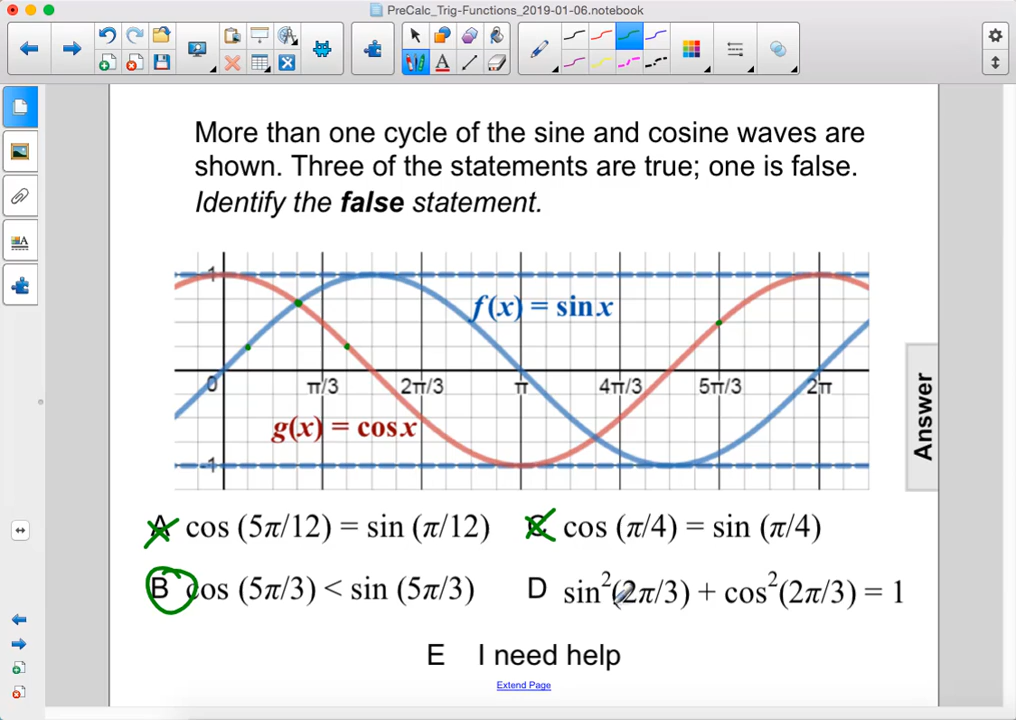 PreCalc_Trig-Functions_2019-01-06.notebook
More than one cycle of the sine and cosine waves are
shown. Three of the statements are true; one is false.
Identify the false statement.
1
f(x) = sinx
0
π/3
2π/3
π
4π/3
5π/3
2π
g(x) = cosx
-1
Answer
A cos (5π/12) = sin (π/12)
C cos (π/4) = sin (π/4)
B cos (5π/3) < sin (5π/3)
D sin²(2π/3) + cos²(2π/3) = 1
E I need help
Extend Page